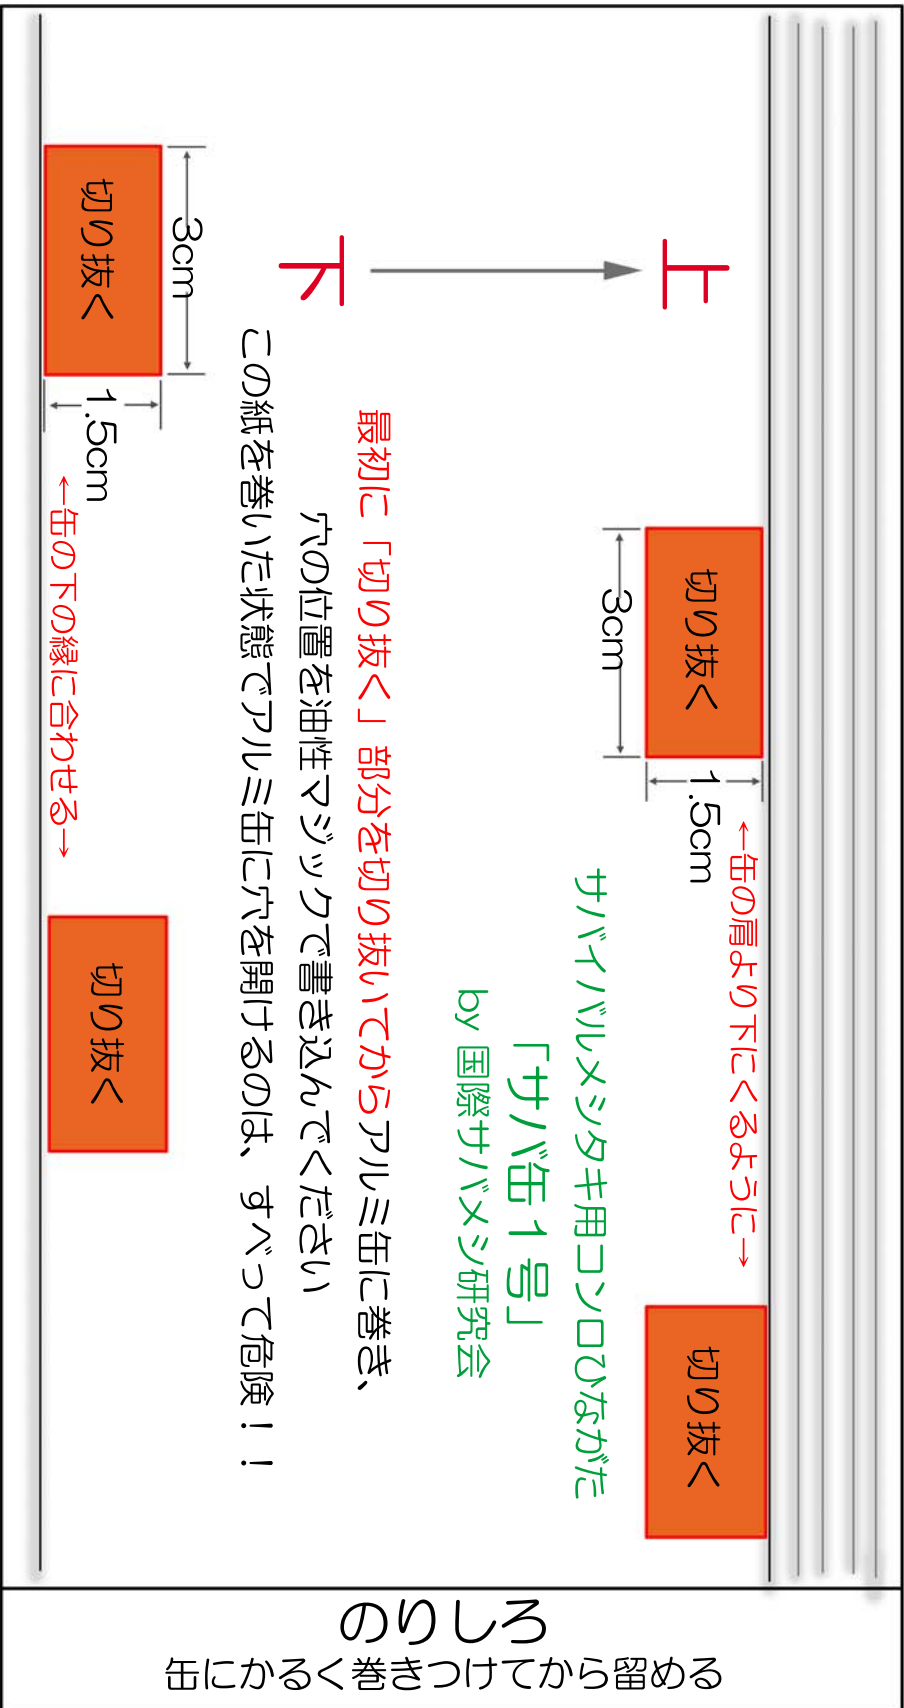 上
下
←缶の肩より下にくるように→
切り抜く
3cm
1.5cm
切り抜く
サバイバルメシタキ用コンロひながた
「サバ缶１号」
by 国際サバメシ研究会
最初に「切り抜く」部分を切り抜いてからアルミ缶に巻き、
穴の位置を油性マジックで書き込んでください
この紙を巻いた状態でアルミ缶に穴を開けるのは、すべって危険！！
3cm
切り抜く
1.5cm
←缶の下の縁に合わせる→
切り抜く
のりしろ
缶にかるく巻きつけてから留める